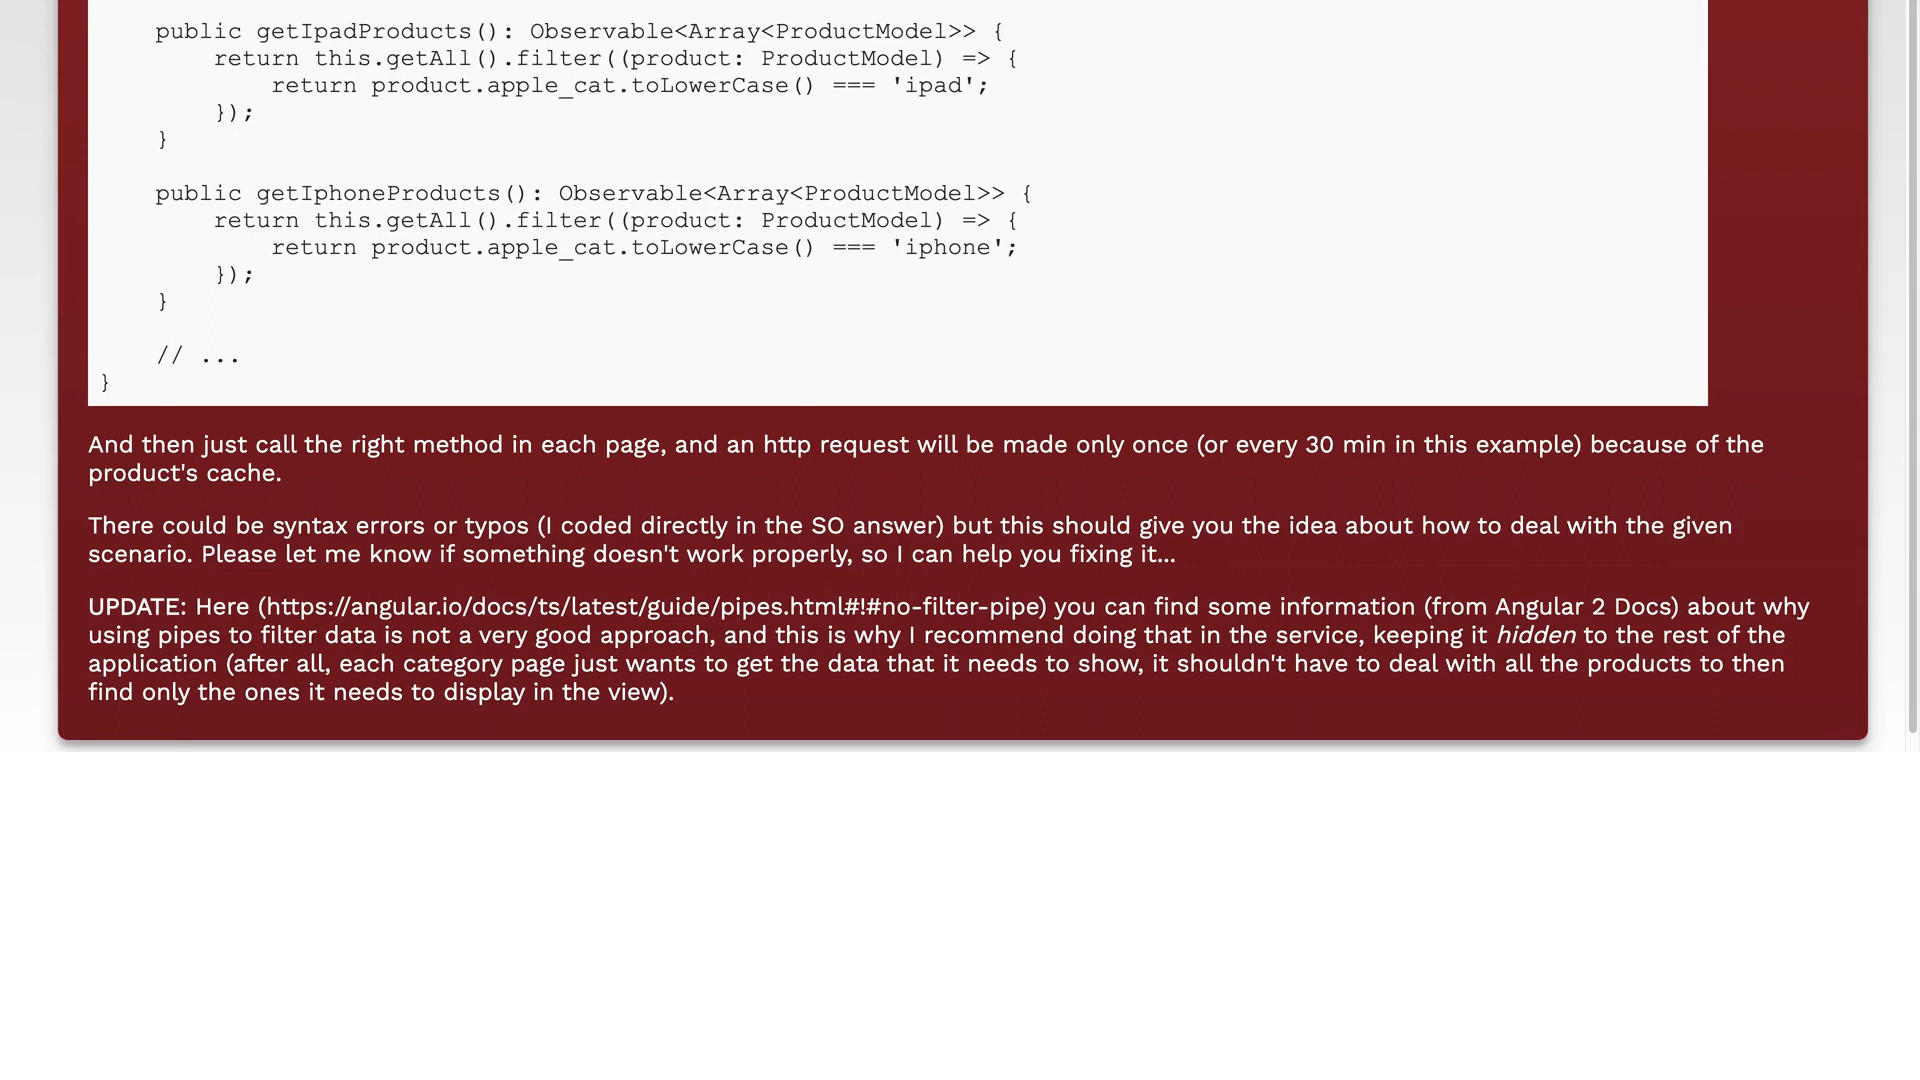 public getIpadProducts(): Observable<Array<ProductModel>> {
return this.getAll().filter((product: ProductModel) => {
return product.apple_cat.toLowerCase() === 'ipad';
});
}
public getIphoneProducts(): Observable<Array<ProductModel>> {
return this.getAll().filter((product: ProductModel) => {
return product.apple_cat.toLowerCase() === 'iphone';
});
}
// ...
}
And then just call the right method in each page, and an http request will be made only once (or every 30 min in this example) because of the
product's cache.
There could be syntax errors or typos (I coded directly in the SO answer) but this should give you the idea about how to deal with the given
scenario. Please let me know if something doesn't work properly, so I can help you fixing it...
UPDATE: Here (https://angular.io/docs/ts/latest/guide/pipes.html#!#no-filter-pipe) you can find some information (from Angular 2 Docs) about why
using pipes to filter data is not a very good approach, and this is why I recommend doing that in the service, keeping it hidden to the rest of the
application (after all, each category page just wants to get the data that it needs to show, it shouldn't have to deal with all the products to then
find only the ones it needs to display in the view).